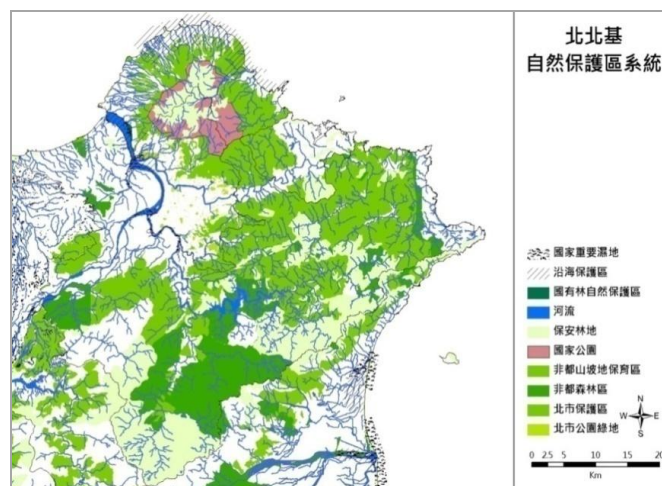 北北基
自然保護區系統
國家重要濕地
沿海保護區
國有林自然保護區
河流
保安林地
國家公園
非都山坡地保育區
非都森林區
北市保護區
北市公園綠地
N
W E
S
0 2.5 5 10 15 20
Km